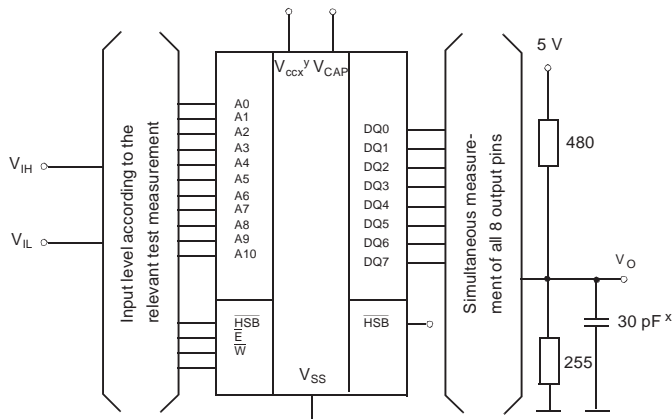 5 V
V_ccx^y V_CAP
A0
A1
A2
A3
A4
A5
A6
A7
A8
A9
A10
DQ0
DQ1
DQ2
DQ3
DQ4
DQ5
DQ6
DQ7
V_IH
V_IL
Input level according to the
relevant test measurement
Simultaneous measure-
ment of all 8 output pins
480
V_O
HSB
E
W
HSB
V_SS
30 pF^x
255